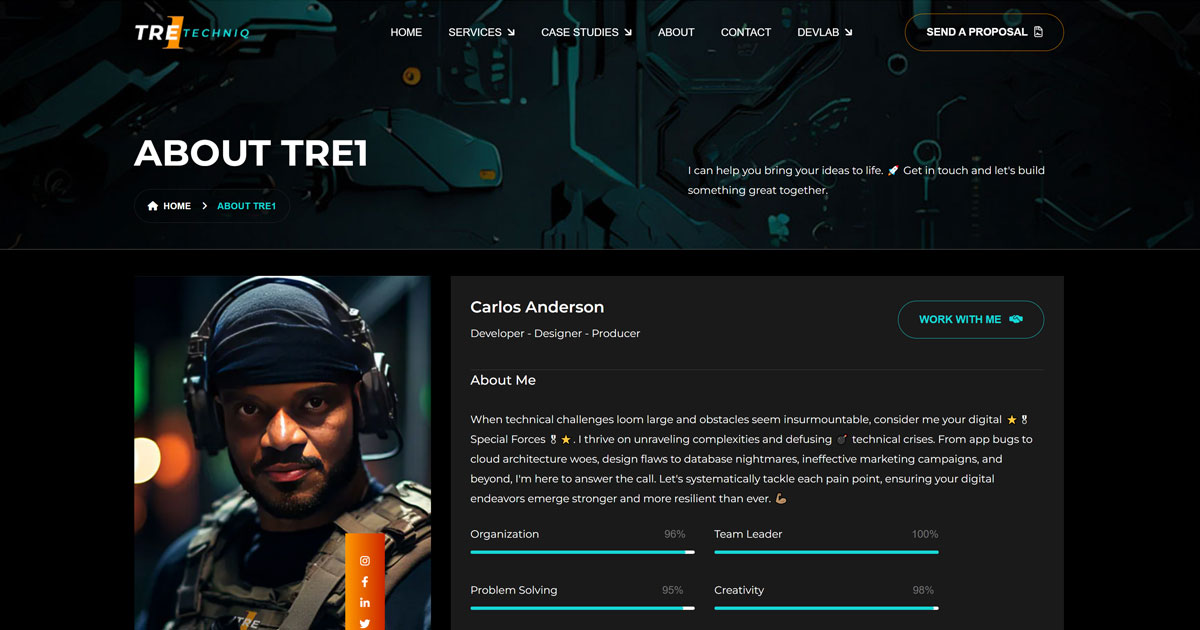 TRE1TECHNIQ
HOME
SERVICES
CASE STUDIES
ABOUT
CONTACT
DEVLAB
SEND A PROPOSAL
ABOUT TRE1
I can help you bring your ideas to life. 🚀 Get in touch and let's build
something great together.
HOME
ABOUT TRE1
Carlos Anderson
WORK WITH ME
Developer - Designer - Producer
About Me
When technical challenges loom large and obstacles seem insurmountable, consider me your digital ⭐ 🎖
Special Forces 🎖 ⭐ . I thrive on unraveling complexities and defusing 💣 technical crises. From app bugs to
cloud architecture woes, design flaws to database nightmares, ineffective marketing campaigns, and
beyond, I'm here to answer the call. Let's systematically tackle each pain point, ensuring your digital
endeavors emerge stronger and more resilient than ever. 💪🏽
Organization 96%
Team Leader 100%
Problem Solving 95%
Creativity 98%
TRE